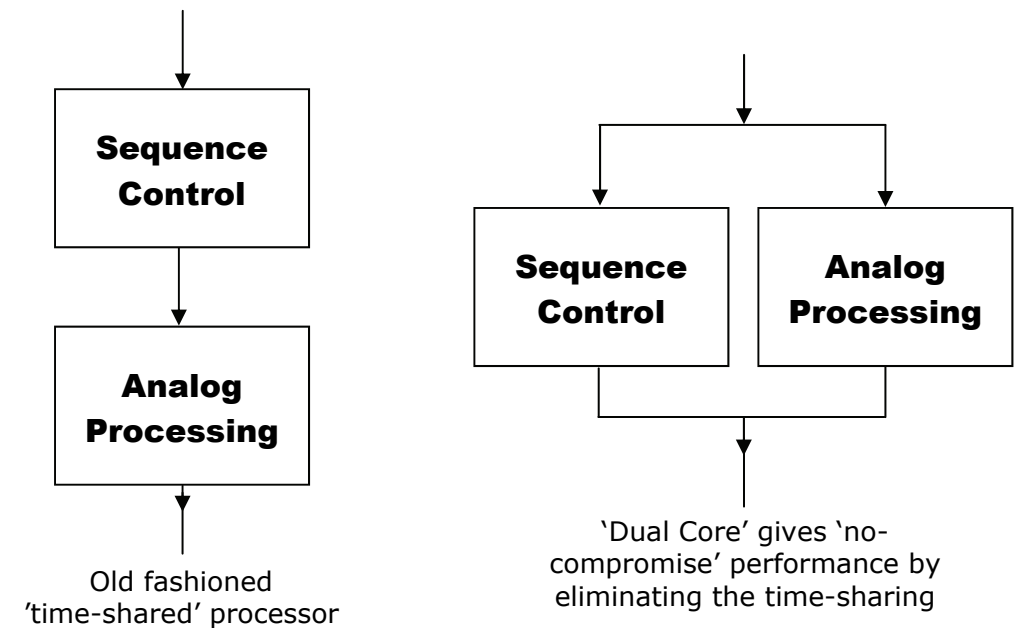 Sequence
Control
Analog
Processing
Old fashioned
’time-shared’ processor
Sequence
Control
Analog
Processing
‘Dual Core’ gives ‘no-
compromise’ performance by
eliminating the time-sharing